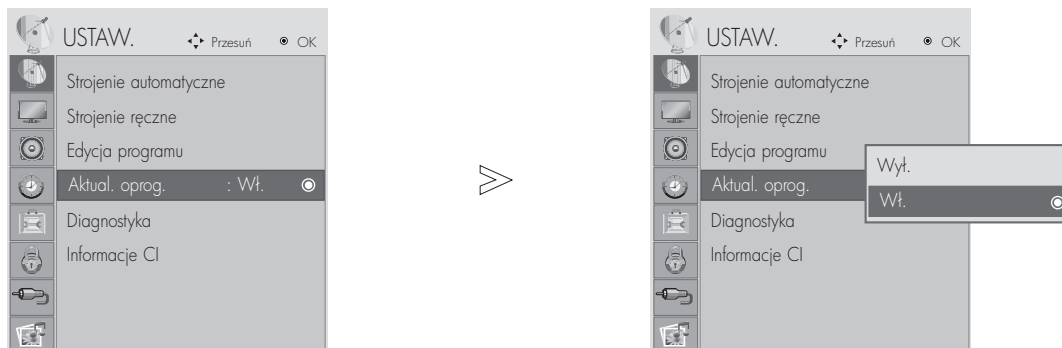 USTAW. Przesuń OK
Strojenie automatyczne
Strojenie ręczne
Edycja programu
Aktual. oprog. : Wł.
Diagnostyka
Informacje CI
>
USTAW. Przesuń OK
Strojenie automatyczne
Strojenie ręczne
Edycja programu
Aktual. oprog.
Diagnostyka
Informacje CI
Wył.
Wł.